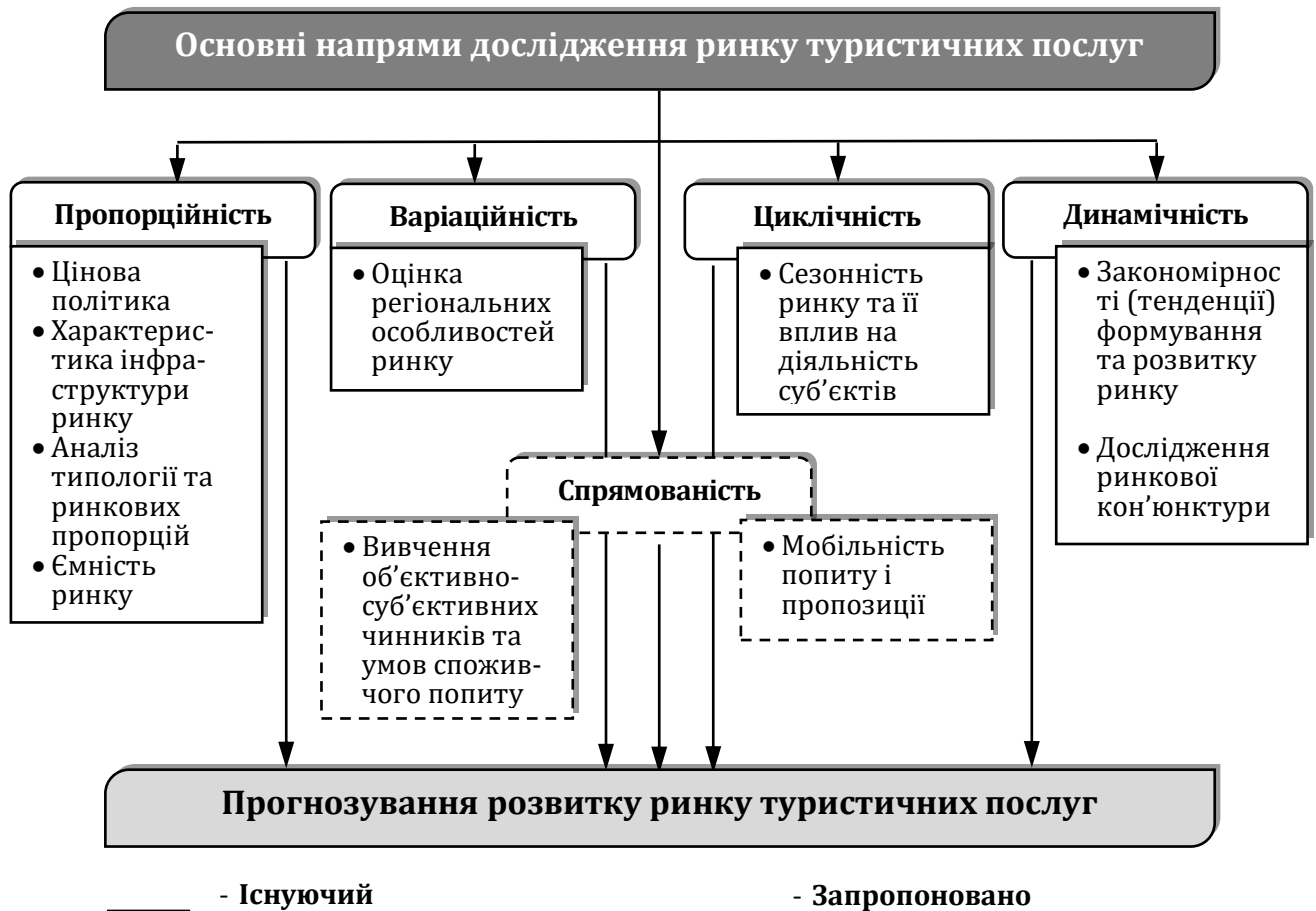 Основні напрями дослідження ринку туристичних послуг
Пропорційність
• Цінова
політика
• Характерис-
тика інфра-
структури
ринку
• Аналіз
типології та
ринкових
пропорцій
• Ємність
ринку
Варіаційність
• Оцінка
регіональних
особливостей
ринку
Циклічність
• Сезонність
ринку та її
вплив на
діяльність
суб’єктів
Динамічність
• Закономірнос
ті (тенденції)
формування
та розвитку
ринку
• Дослідження
ринкової
кон’юнктури
Спрямованість
• Вивчення
об’єктивно-
суб’єктивних
чинників та
умов спожив-
чого попиту
• Мобільність
попиту і
пропозиції
Прогнозування розвитку ринку туристичних послуг
- Існуючий
- Запропоновано